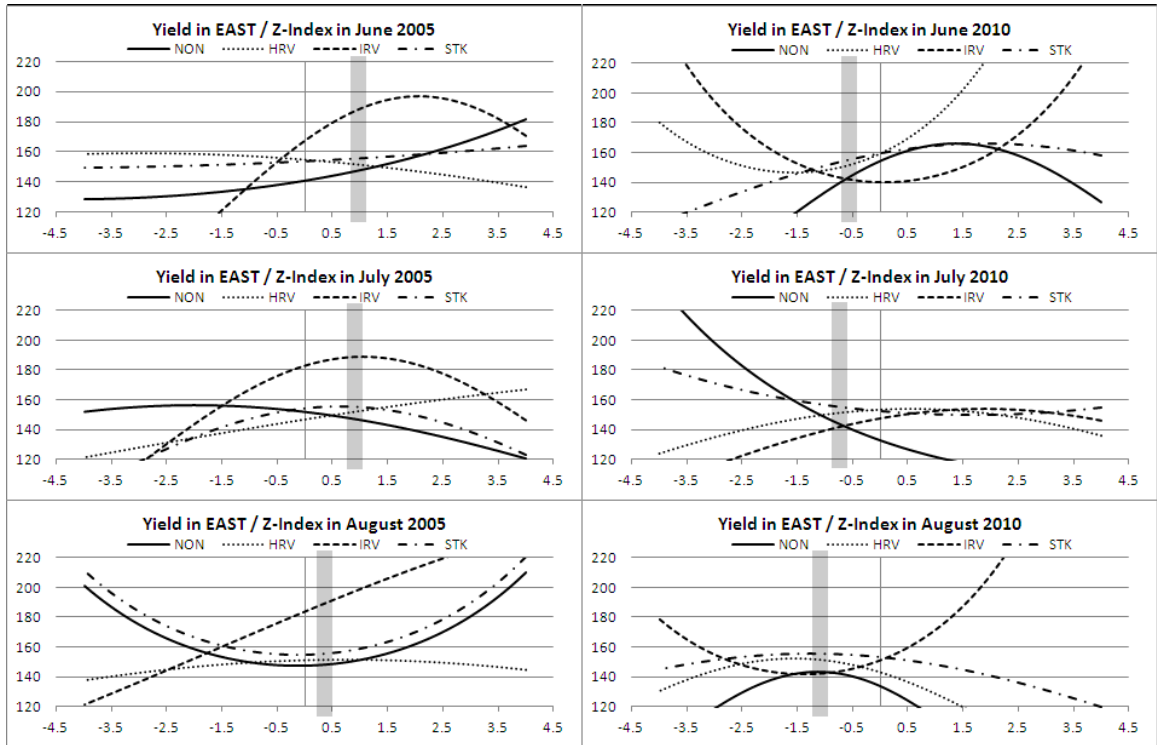 Yield in EAST / Z-Index in June 2005
NON HRV IRV STK
220
200
180
160
140
120
-4.5 -3.5 -2.5 -1.5 -0.5 0.5 1.5 2.5 3.5 4.5
Yield in EAST / Z-Index in June 2010
NON HRV IRV STK
220
200
180
160
140
120
-4.5 -3.5 -2.5 -1.5 -0.5 0.5 1.5 2.5 3.5 4.5
Yield in EAST / Z-Index in July 2005
NON HRV IRV STK
220
200
180
160
140
120
-4.5 -3.5 -2.5 -1.5 -0.5 0.5 1.5 2.5 3.5 4.5
Yield in EAST / Z-Index in July 2010
NON HRV IRV STK
220
200
180
160
140
120
-4.5 -3.5 -2.5 -1.5 -0.5 0.5 1.5 2.5 3.5 4.5
Yield in EAST / Z-Index in August 2005
NON HRV IRV STK
220
200
180
160
140
120
-4.5 -3.5 -2.5 -1.5 -0.5 0.5 1.5 2.5 3.5 4.5
Yield in EAST / Z-Index in August 2010
NON HRV IRV STK
220
200
180
160
140
120
-4.5 -3.5 -2.5 -1.5 -0.5 0.5 1.5 2.5 3.5 4.5